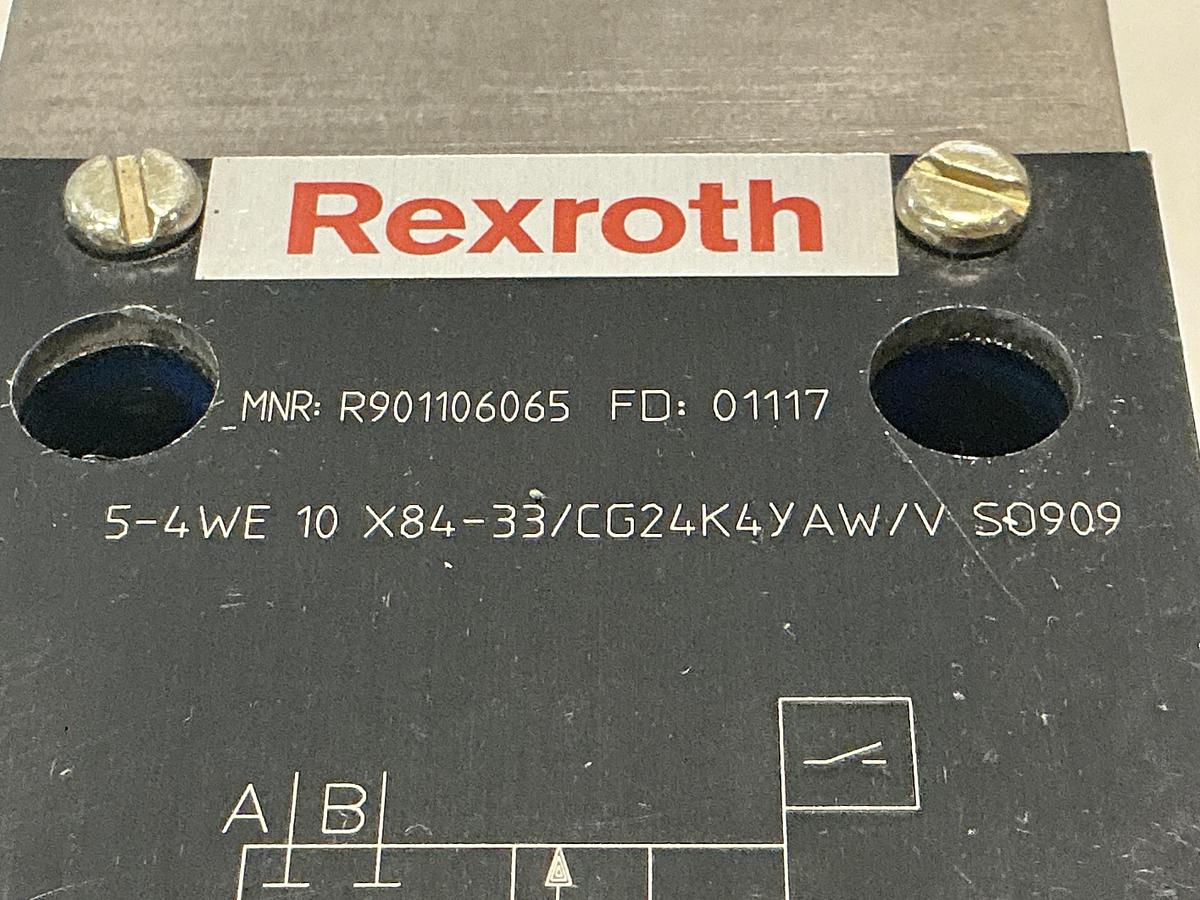 Rexroth
MNR: R901106065 FD: 01117
5-4WE 10 X84-33/CG24K4YAW/V SO909
A B